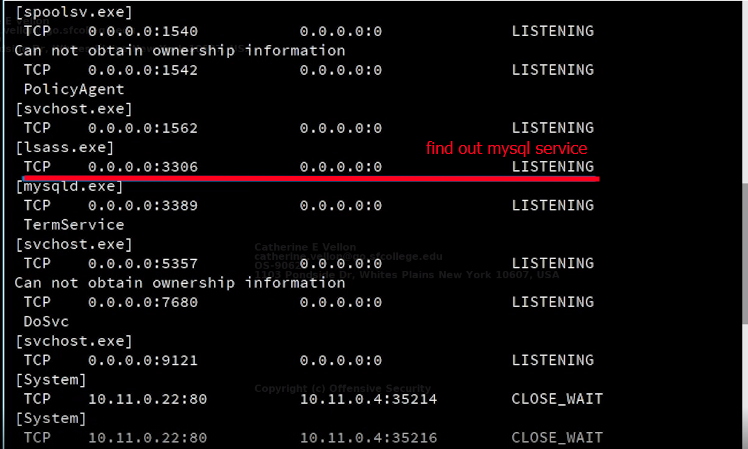 [spoolsv.exe]
TCP 0.0.0.0:1540 0.0.0.0:0 LISTENING
Can not obtain ownership information
TCP 0.0.0.0:1542 0.0.0.0:0 LISTENING
PolicyAgent
[svchost.exe]
TCP 0.0.0.0:1562 0.0.0.0:0 LISTENING
[lsass.exe]
find out mysql service
TCP 0.0.0.0:3306 0.0.0.0:0 LISTENING
[mysqld.exe]
TCP 0.0.0.0:3389 0.0.0.0:0 LISTENING
TermService
[svchost.exe]
Catherine E Vellon
catherine.vellon@go.sfcollege.edu
TCP 0.0.0.0:5357 0.0.0.0:0 LISTENING
1103 Pondside Dr, Whites Plains New York 10607, USA
Can not obtain ownership information
TCP 0.0.0.0:7680 0.0.0.0:0 LISTENING
DoSvc
[svchost.exe]
TCP 0.0.0.0:9121 0.0.0.0:0 LISTENING
[System]
Copyright (c) Offensive Security
TCP 10.11.0.22:80 10.11.0.4:35214 CLOSE_WAIT
[System]
TCP 10.11.0.22:80 10.11.0.4:35216 CLOSE_WAIT